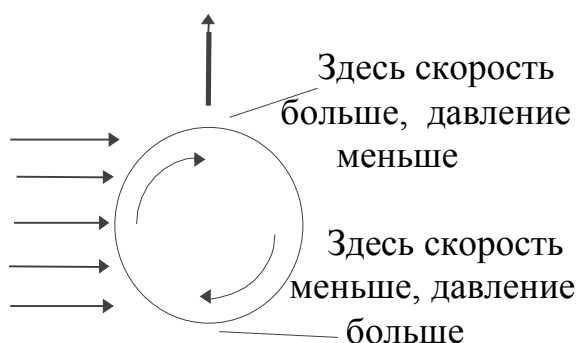 Здесь скорость
больше, давление
меньше
Здесь скорость
меньше, давление
больше